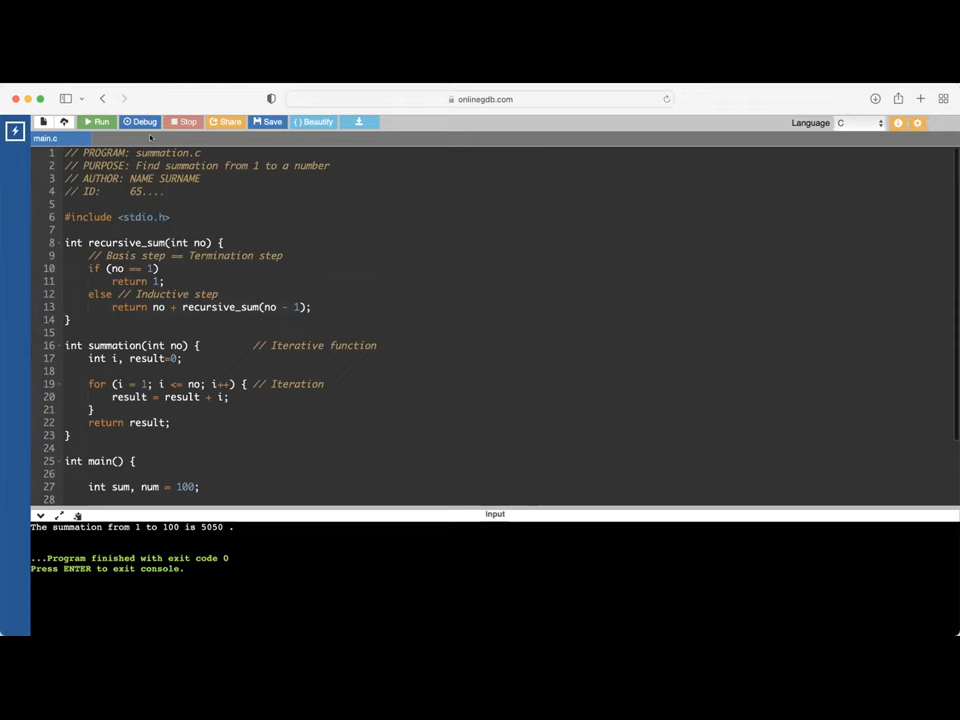 onlinegdb.com
Run Debug Stop Share Save { } Beautify Language C
main.c
1 // PROGRAM: summation.c
2 // PURPOSE: Find summation from 1 to a number
3 // AUTHOR: NAME SURNAME
4 // ID: 65....
5
6 #include <stdio.h>
7
8 int recursive_sum(int no) {
9 // Basis step == Termination step
10 if (no == 1)
11 return 1;
12 else // Inductive step
13 return no + recursive_sum(no - 1);
14 }
15
16 int summation(int no) { // Iterative function
17 int i, result=0;
18
19 for (i = 1; i <= no; i++) { // Iteration
20 result = result + i;
21 }
22 return result;
23 }
24
25 int main() {
26
27 int sum, num = 100;
28
input
The summation from 1 to 100 is 5050 .
...Program finished with exit code 0
Press ENTER to exit console.